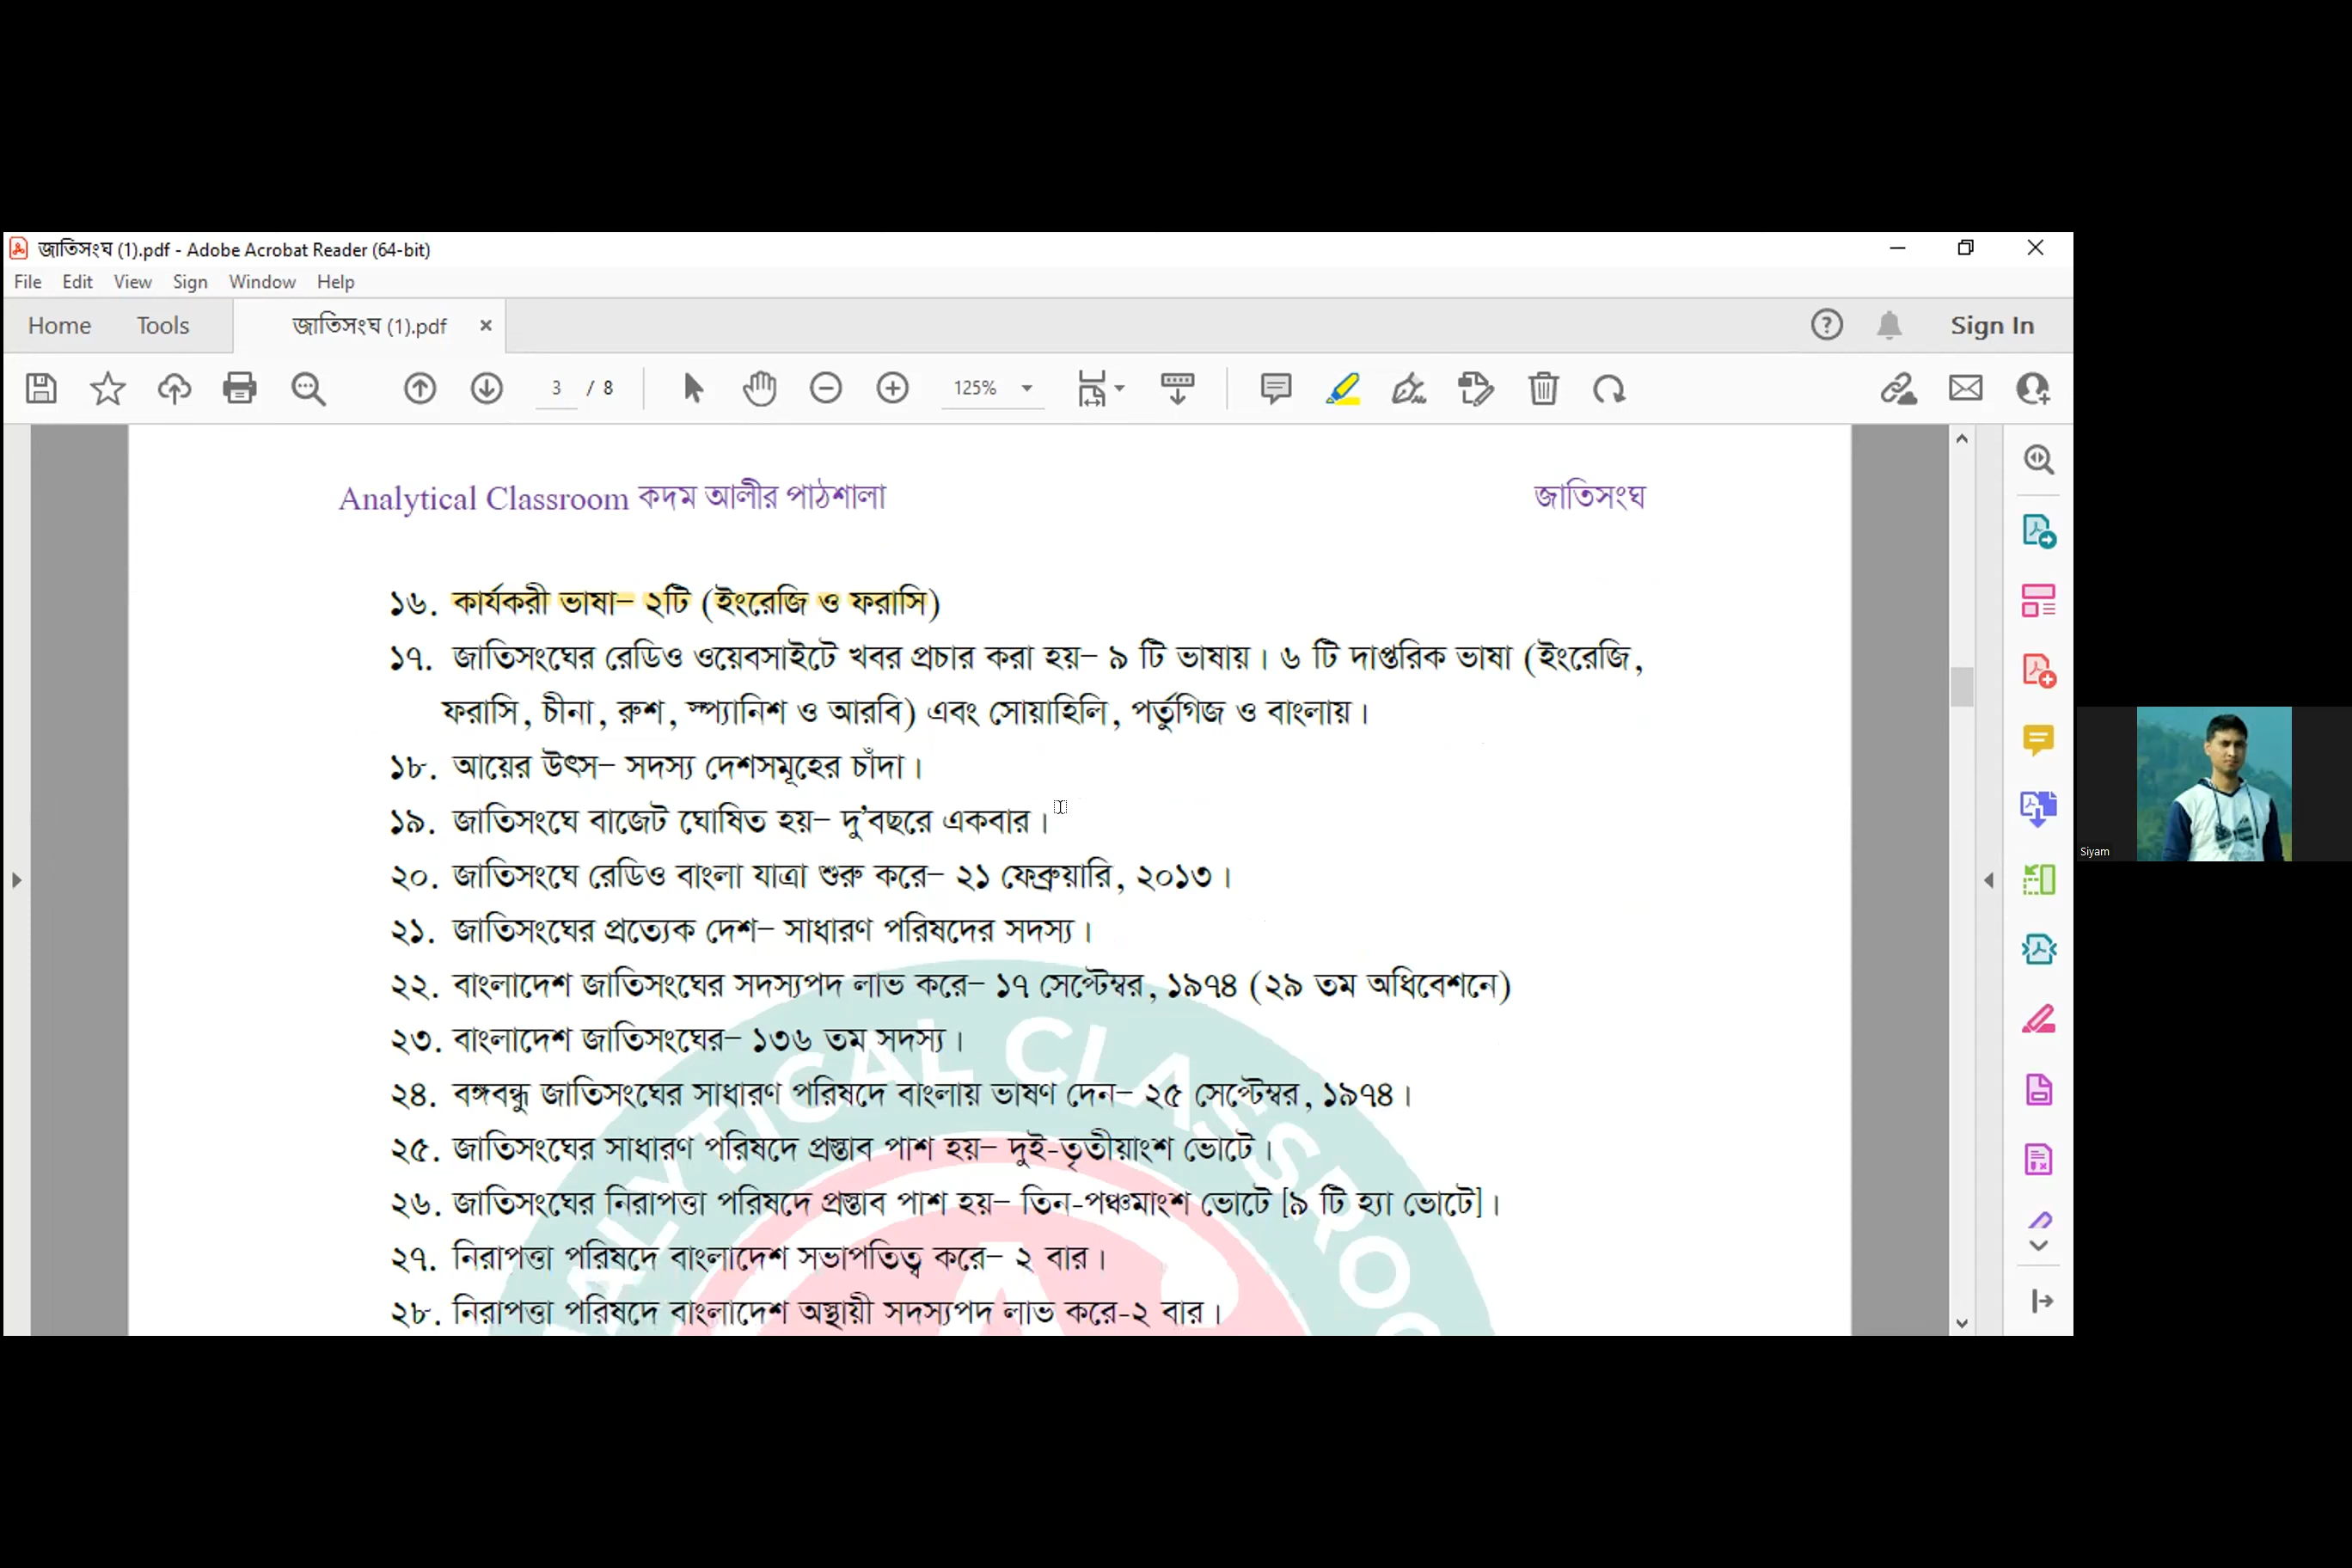 জাতিসংঘ (1).pdf - Adobe Acrobat Reader (64-bit)
File Edit View Sign Window Help
Home Tools জাতিসংঘ (1).pdf Sign In
3 / 8 125%
Analytical Classroom কদম আলীর পাঠশালা জাতিসংঘ
১৬. কার্যকরী ভাষা– ২টি (ইংরেজি ও ফরাসি)
১৭. জাতিসংঘের রেডিও ওয়েবসাইটে খবর প্রচার করা হয়– ৯ টি ভাষায়। ৬ টি দাপ্তরিক ভাষা (ইংরেজি,
ফরাসি, চীনা, রুশ, স্প্যানিশ ও আরবি) এবং সোয়াহিলি, পর্তুগিজ ও বাংলায়।
১৮. আয়ের উৎস– সদস্য দেশসমূহের চাঁদা।
১৯. জাতিসংঘে বাজেট ঘোষিত হয়– দু’বছরে একবার।
২০. জাতিসংঘে রেডিও বাংলা যাত্রা শুরু করে– ২১ ফেব্রুয়ারি, ২০১৩।
২১. জাতিসংঘের প্রত্যেক দেশ– সাধারণ পরিষদের সদস্য।
২২. বাংলাদেশ জাতিসংঘের সদস্যপদ লাভ করে– ১৭ সেপ্টেম্বর, ১৯৭৪ (২৯ তম অধিবেশনে)
২৩. বাংলাদেশ জাতিসংঘের– ১৩৬ তম সদস্য।
২৪. বঙ্গবন্ধু জাতিসংঘের সাধারণ পরিষদে বাংলায় ভাষণ দেন– ২৫ সেপ্টেম্বর, ১৯৭৪।
২৫. জাতিসংঘের সাধারণ পরিষদে প্রস্তাব পাশ হয়– দুই-তৃতীয়াংশ ভোটে।
২৬. জাতিসংঘের নিরাপত্তা পরিষদে প্রস্তাব পাশ হয়– তিন-পঞ্চমাংশ ভোটে [৯ টি হ্যা ভোটে]।
২৭. নিরাপত্তা পরিষদে বাংলাদেশ সভাপতিত্ব করে– ২ বার।
২৮. নিরাপত্তা পরিষদে বাংলাদেশ অস্থায়ী সদস্যপদ লাভ করে-২ বার।
ANALYTICAL CLASSROO
Siyam